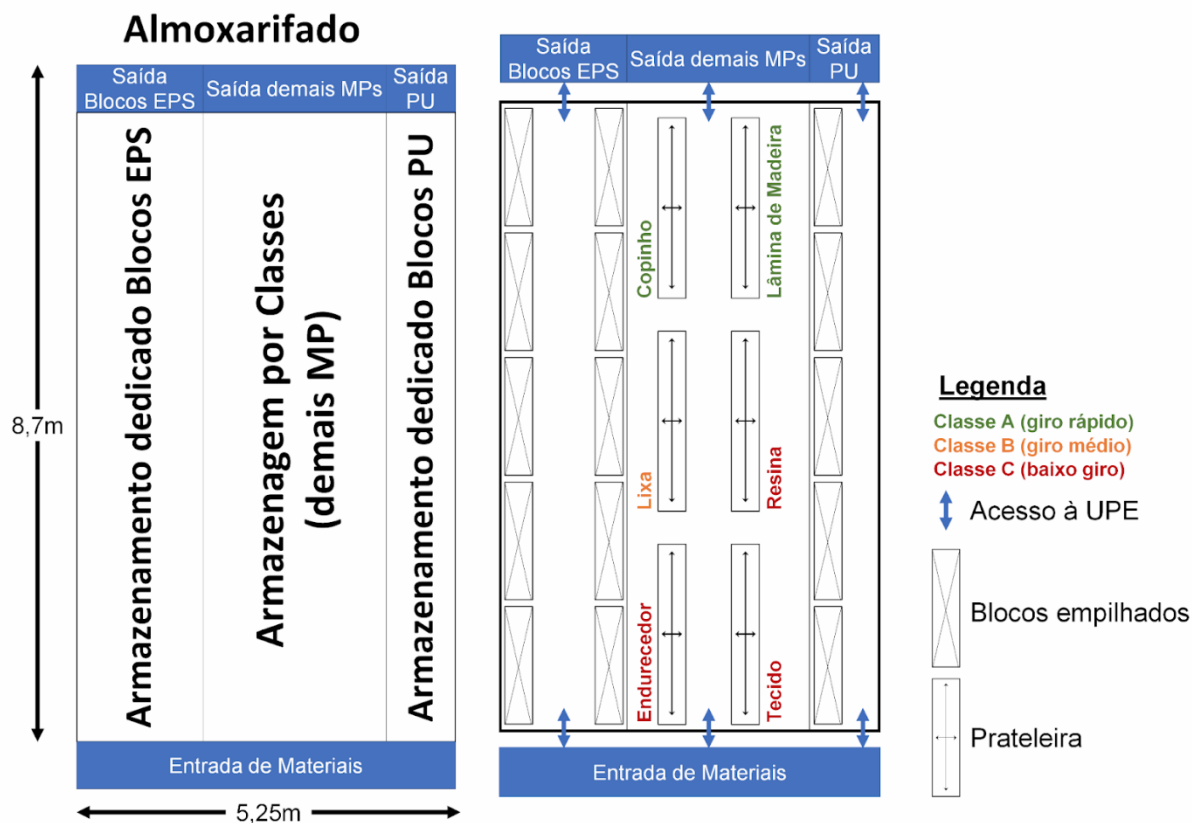 Almoxarifado
Saída
Blocos EPS
Saída demais MPs
Saída
PU
Armazenamento dedicado Blocos EPS
Armazenagem por Classes
(demais MP)
Armazenamento dedicado Blocos PU
8,7m
Entrada de Materiais
5,25m
Saída
Blocos EPS
Saída demais MPs
Saída
PU
Copinho
Lâmina de Madeira
Lixa
Resina
Endurecedor
Tecido
Entrada de Materiais
Legenda
Classe A (giro rápido)
Classe B (giro médio)
Classe C (baixo giro)
Acesso à UPE
Blocos empilhados
Prateleira